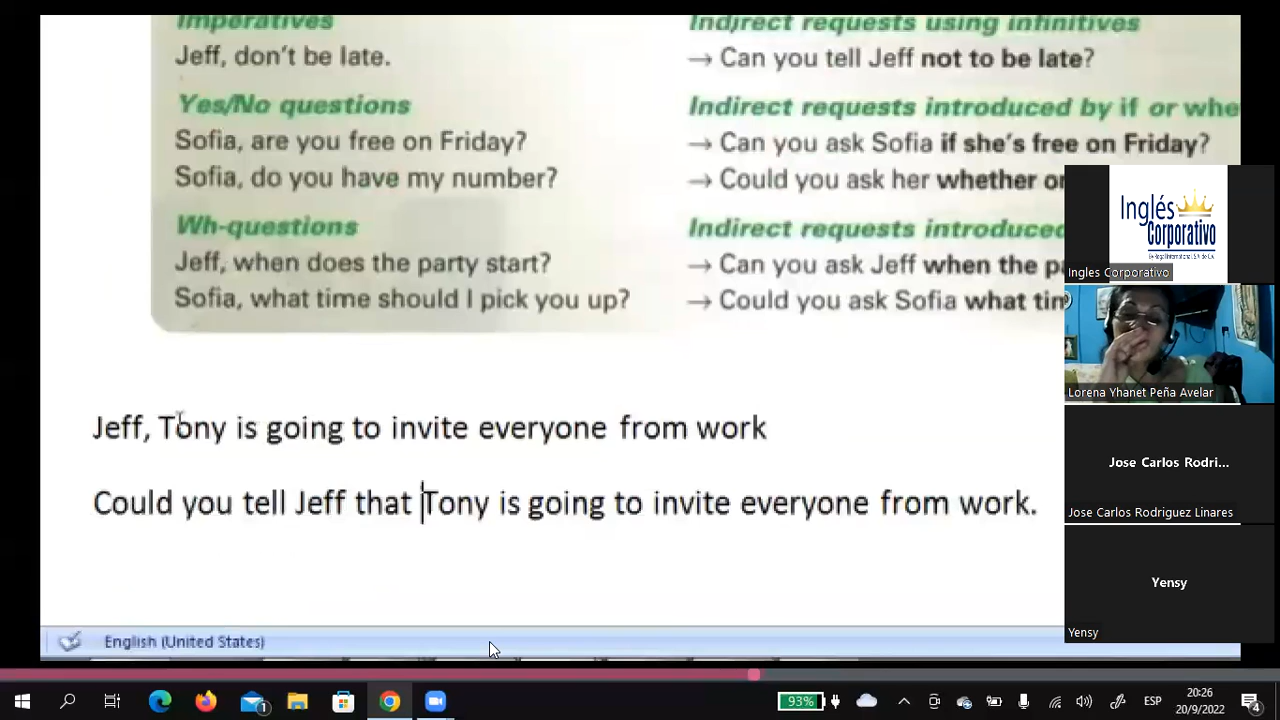 Imperatives
Indirect requests using infinitives
Jeff, don't be late.
→ Can you tell Jeff not to be late?
Yes/No questions
Indirect requests introduced by if or whe
Sofia, are you free on Friday?
→ Can you ask Sofia if she's free on Friday?
Sofia, do you have my number?
→ Could you ask her whether or
Wh-questions
Indirect requests introduced
Jeff, when does the party start?
→ Can you ask Jeff when the pa
Sofia, what time should I pick you up?
→ Could you ask Sofia what tim
Jeff, Tony is going to invite everyone from work
Could you tell Jeff that Tony is going to invite everyone from work.
English (United States)
Inglés
Corporativo
Ingles Corporativo
Lorena Yhanet Peña Avelar
Jose Carlos Rodri...
Jose Carlos Rodriguez Linares
Yensy
Yensy
1
93%
ESP
20:26
20/9/2022
4